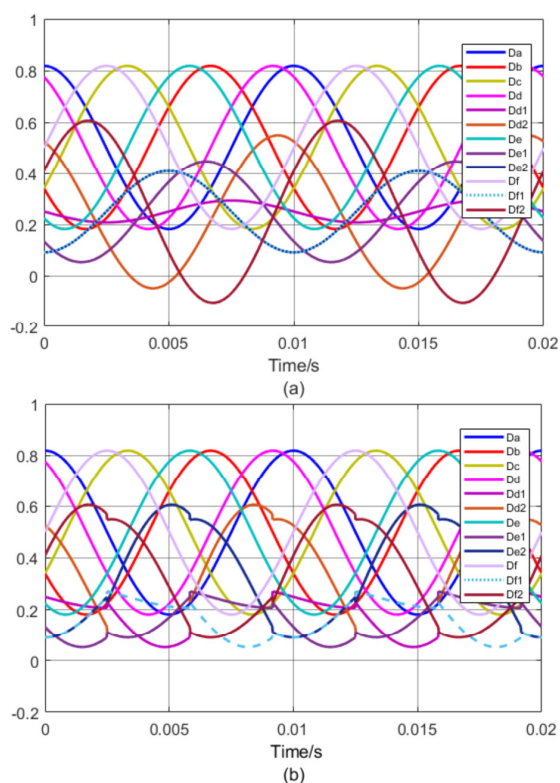 1
0.8
0.6
0.4
0.2
0
-0.2
0
0.005
0.01
0.015
0.02
Time/s
(a)
Da
Db
Dc
Dd
Dd1
Dd2
De
De1
De2
Df
Df1
Df2
1
0.8
0.6
0.4
0.2
0
-0.2
0
0.005
0.01
0.015
0.02
Time/s
(b)
Da
Db
Dc
Dd
Dd1
Dd2
De
De1
De2
Df
Df1
Df2